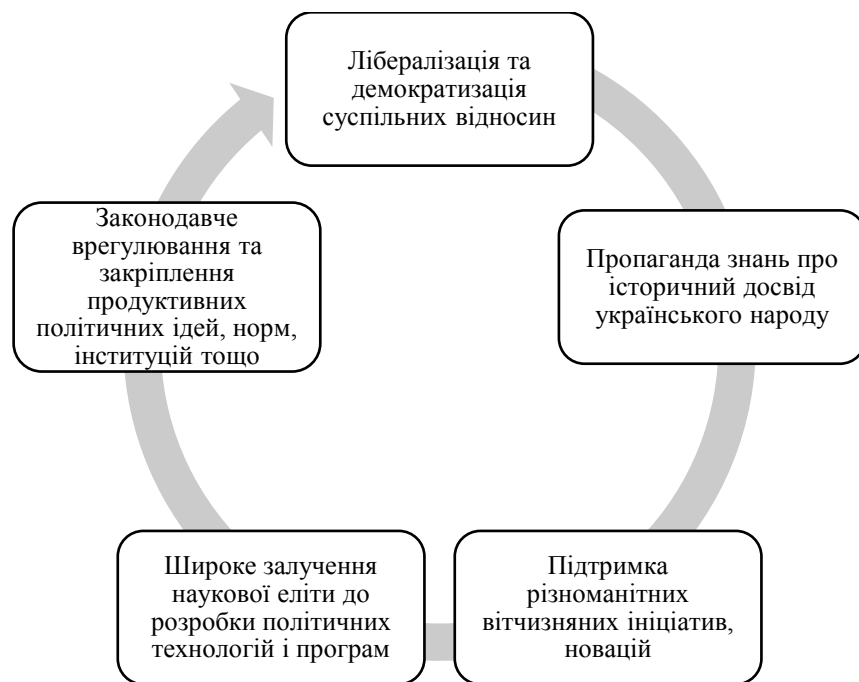 Лібералізація та
демократизація
суспільних відносин
Пропаганда знань про
історичний досвід
українського народу
Підтримка
різноманітних
вітчизняних ініціатив,
новацій
Широке залучення
наукової еліти до
розробки політичних
технологій і програм
Законодавче
врегулювання та
закріплення
продуктивних
політичних ідей, норм,
інституцій тощо